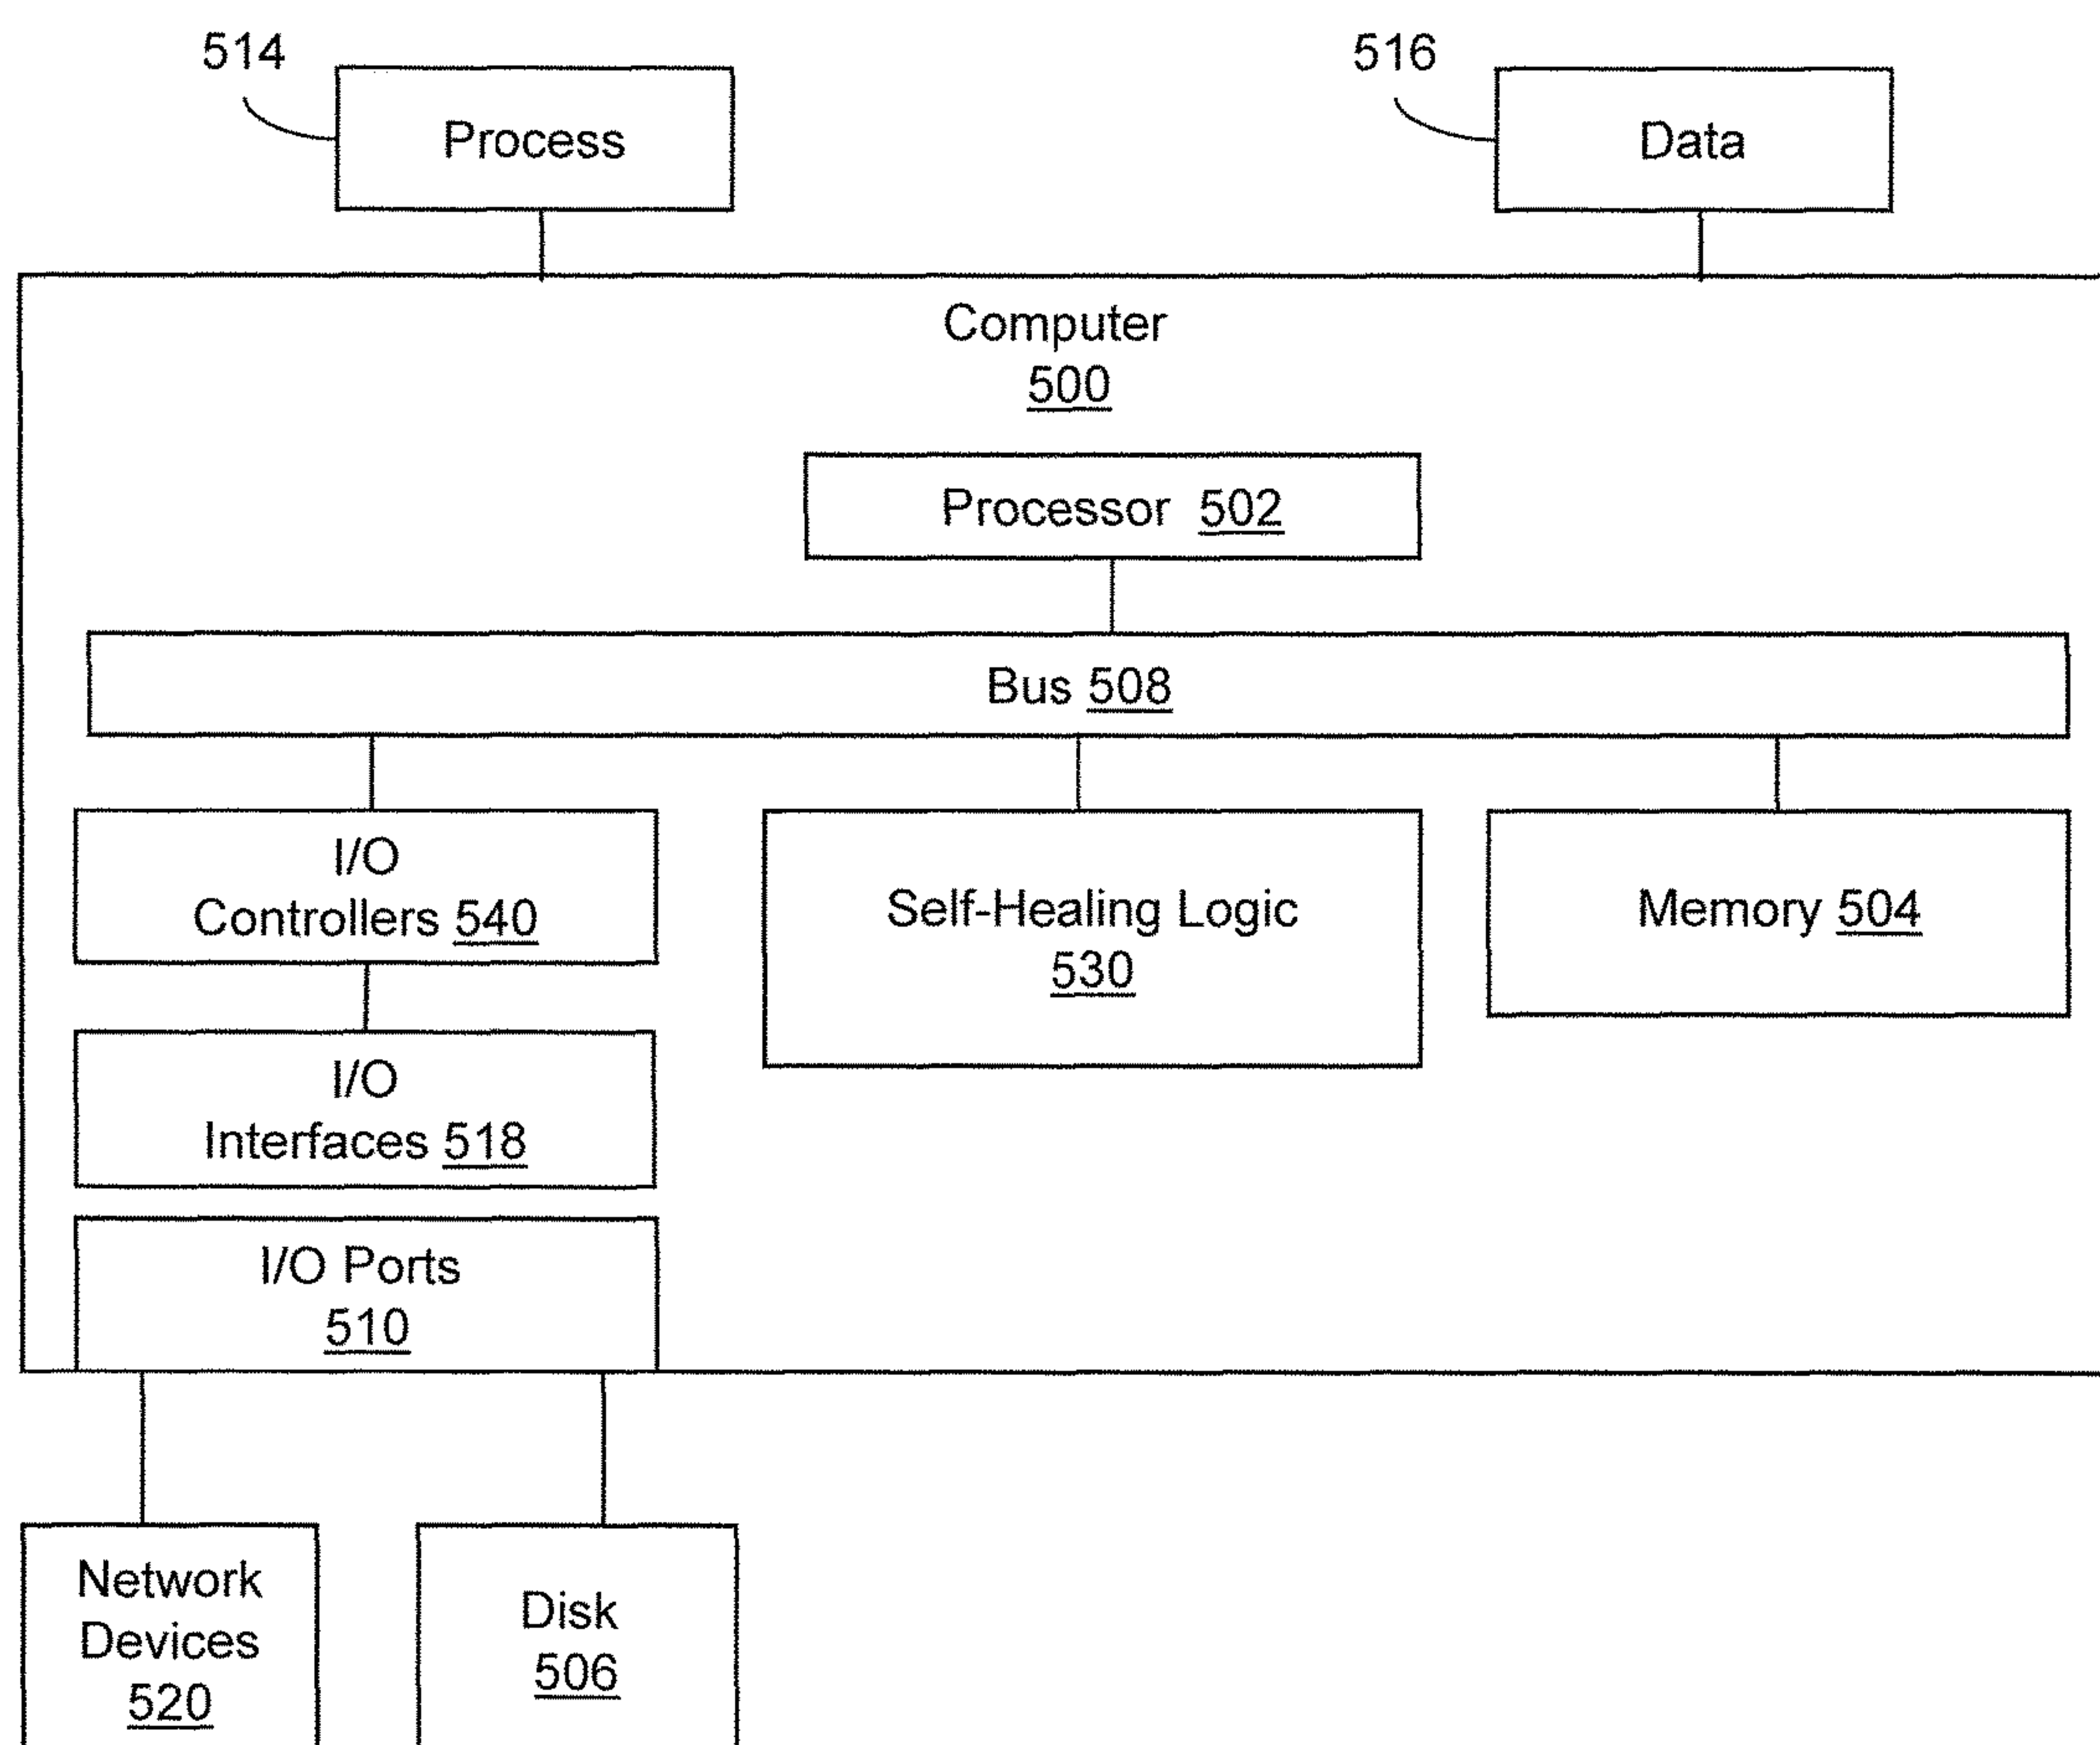 514
Process
516
Data
Computer
500
Processor 502
Bus 508
I/O
Controllers 540
Self-Healing Logic
530
Memory 504
I/O
Interfaces 518
I/O Ports
510
Network
Devices
520
Disk
506